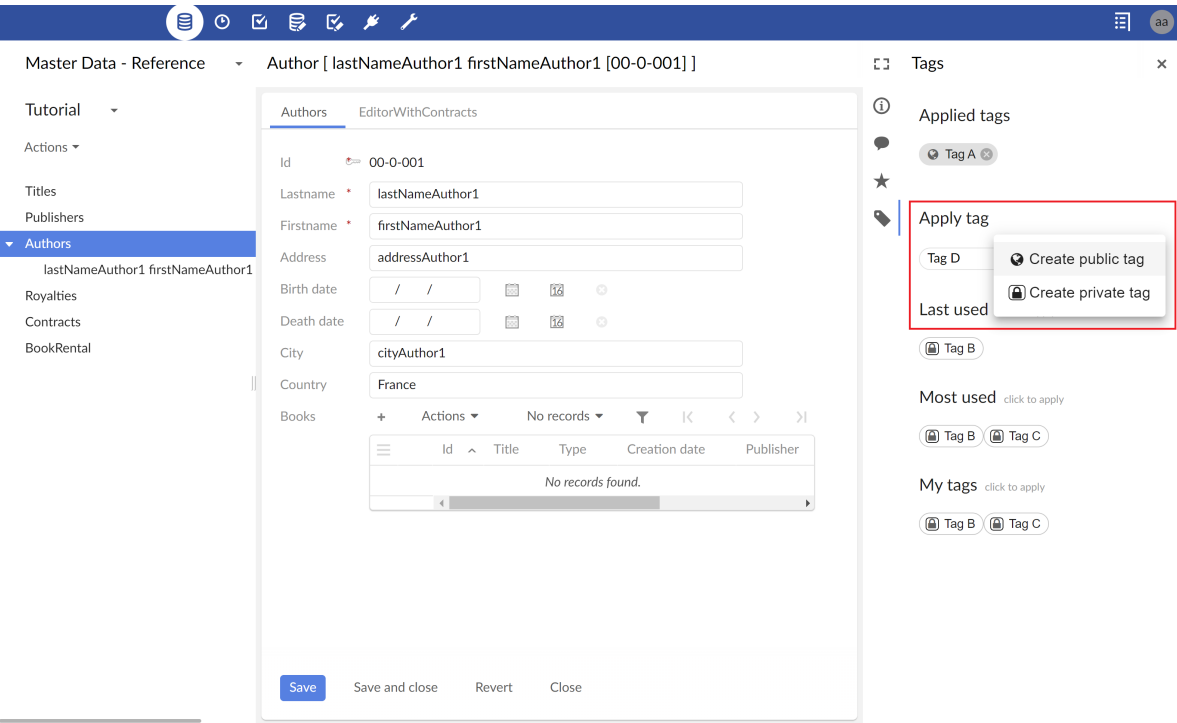 aa
Master Data - Reference
Author [ lastNameAuthor1 firstNameAuthor1 [00-0-001] ]
Tags
Tutorial
Actions
Titles
Publishers
Authors
lastNameAuthor1 firstNameAuthor1
Royalties
Contracts
BookRental
Authors EditorWithContracts
Id * 00-0-001
Lastname * lastNameAuthor1
Firstname * firstNameAuthor1
Address addressAuthor1
Birth date / / 16
Death date / / 16
City cityAuthor1
Country France
Books + Actions No records
Id Title Type Creation date Publisher
No records found.
Save Save and close Revert Close
Applied tags
Tag A
Apply tag
Tag D
Create public tag
Create private tag
Last used
Tag B
Most used click to apply
Tag B Tag C
My tags click to apply
Tag B Tag C